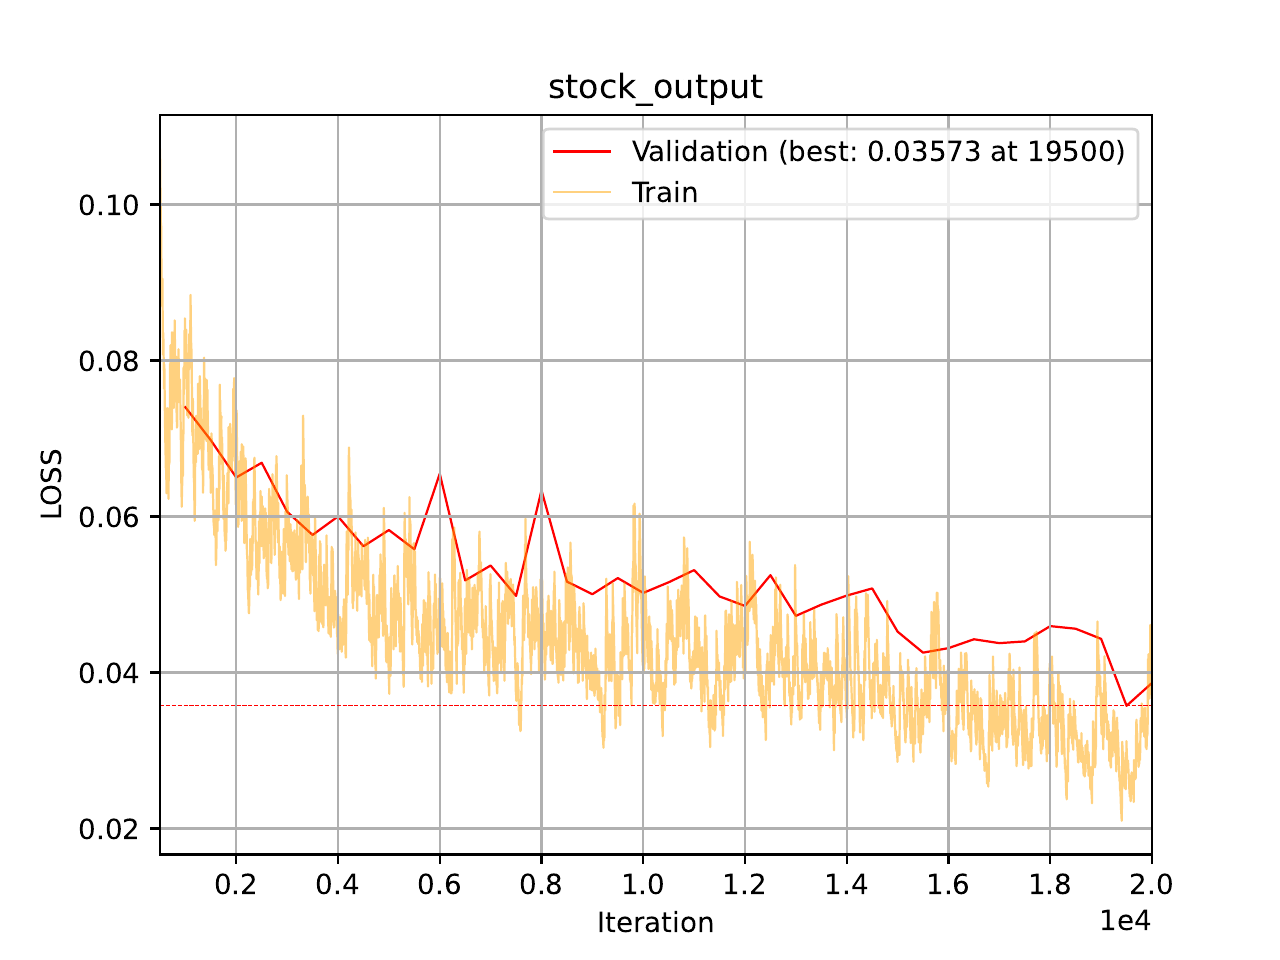 stock_output
Validation (best: 0.03573 at 19500)
Train
0.10
0.08
0.06
0.04
0.02
LOSS
0.2 0.4 0.6 0.8 1.0 1.2 1.4 1.6 1.8 2.0
1e4
Iteration